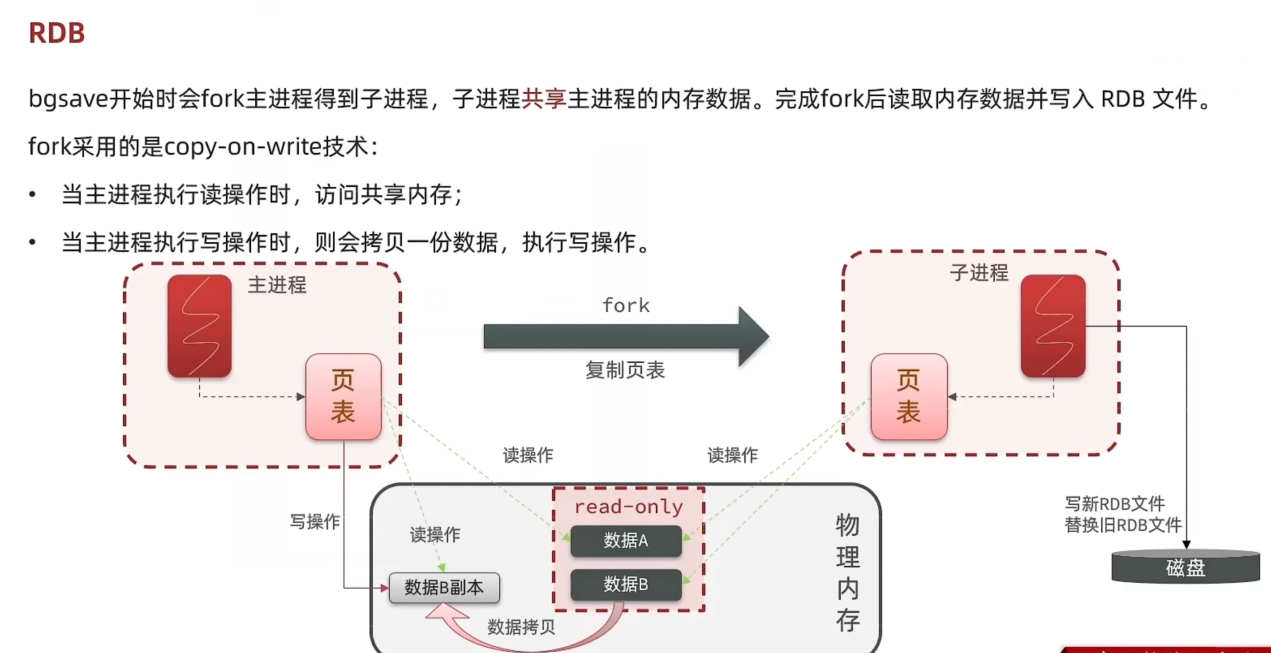 RDB
bgsave开始时会fork主进程得到子进程，子进程共享主进程的内存数据。完成fork后读取内存数据并写入 RDB 文件。
fork采用的是copy-on-write技术：
• 当主进程执行读操作时，访问共享内存；
• 当主进程执行写操作时，则会拷贝一份数据，执行写操作。
主进程
页
表
fork
复制页表
子进程
页
表
读操作
读操作
写操作
读操作
read-only
数据A
数据B
数据B副本
数据拷贝
物
理
内
存
写新RDB文件
替换旧RDB文件
磁盘